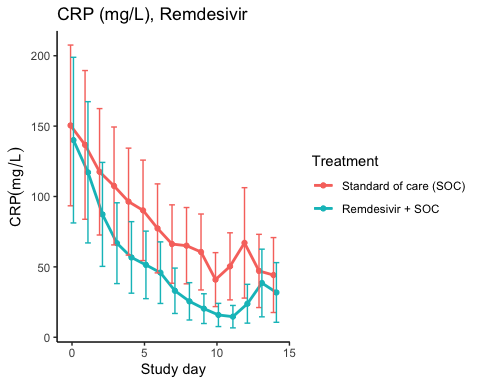 CRP (mg/L), Remdesivir
200
150
100
50
0
CRP(mg/L)
0
5
10
15
Study day
Treatment
Standard of care (SOC)
Remdesivir + SOC